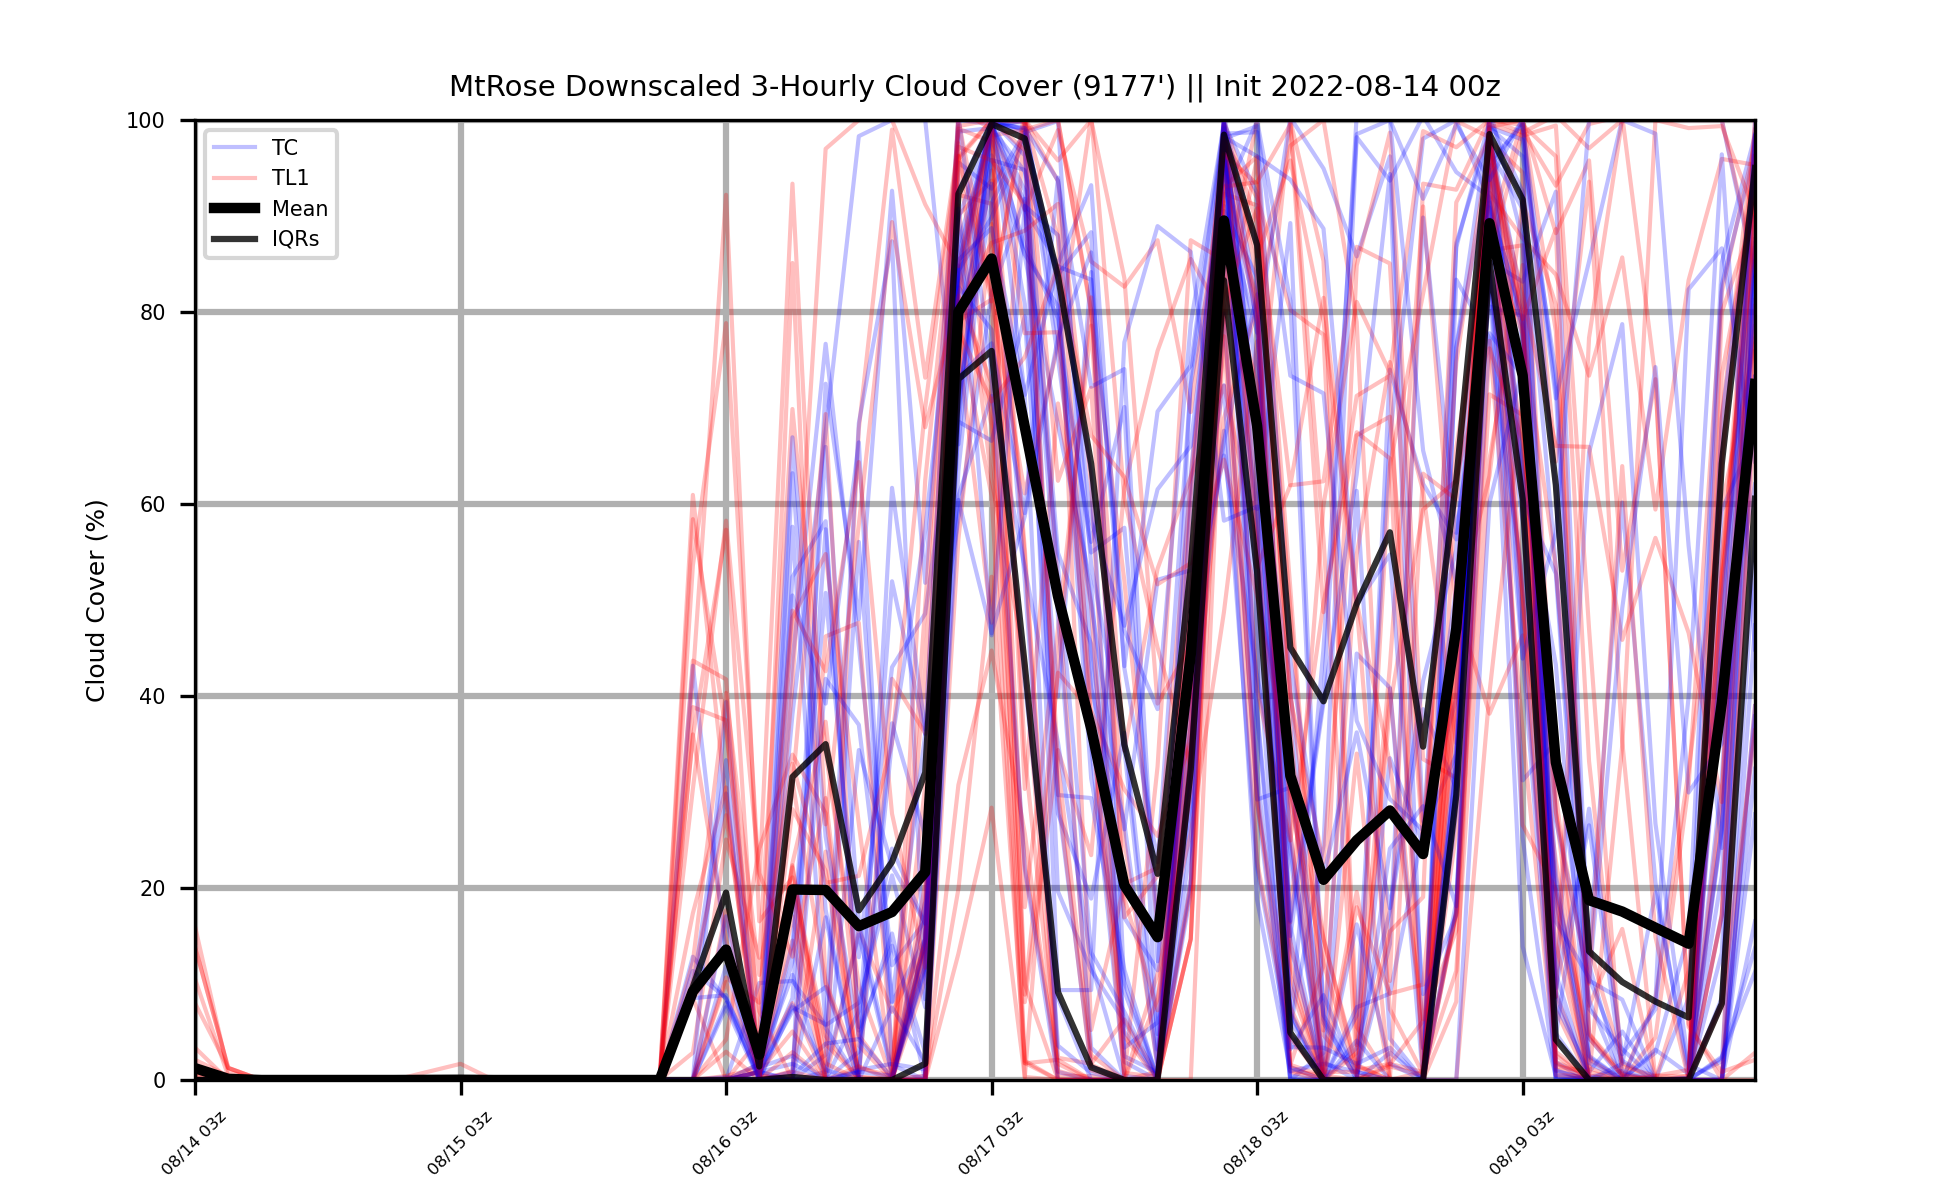 MtRose Downscaled 3-Hourly Cloud Cover (9177') || Init 2022-08-14 00z
TC
TL1
Mean
IQRs
Cloud Cover (%)
100
80
60
40
20
0
08/14 03z
08/15 03z
08/16 03z
08/17 03z
08/18 03z
08/19 03z